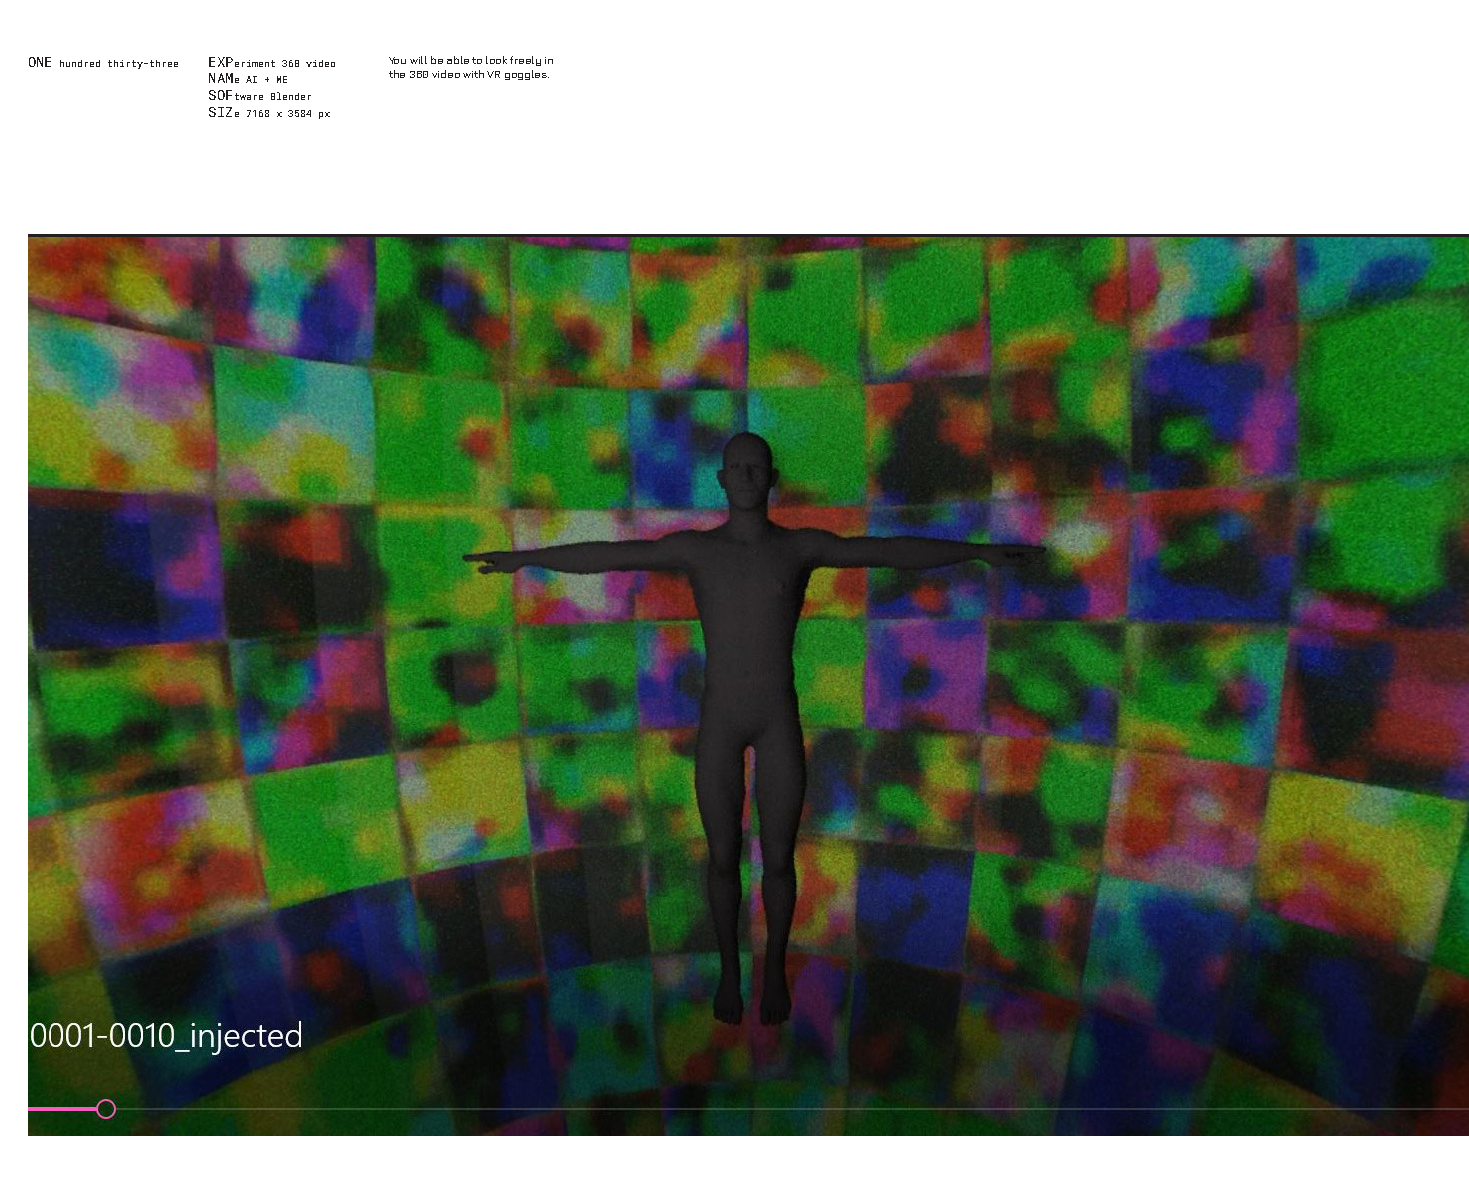 ONE hundred thirty-three
EXPeriment 360 video
NAMe AI + ME
SOFtware Blender
SIZe 7168 x 3584 px
You will be able to look freely in
the 360 video with VR goggles.
0001-0010_injected